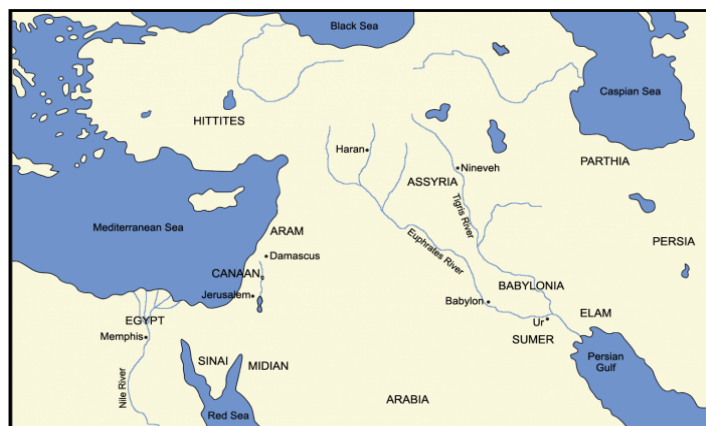 Black Sea
Caspian Sea
HITTITES
Haran
Nineveh
PARTHIA
ASSYRIA
Tigris River
Mediterranean Sea
ARAM
Euphrates River
PERSIA
Damascus
CANAAN
BABYLONIA
Jerusalem
Babylon
EGYPT
Ur
ELAM
Memphis
SUMER
SINAI
MIDIAN
Persian
Gulf
Nile River
ARABIA
Red Sea